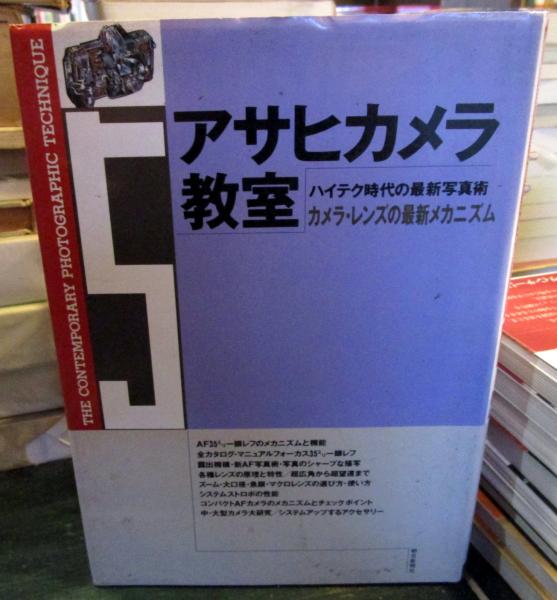 THE CONTEMPORARY PHOTOGRAPHIC TECHNIQUE
5
アサヒカメラ
教室
ハイテク時代の最新写真術
カメラ・レンズの最新メカニズム
AF35ミリ一眼レフのメカニズムと機能
全カタログ・マニュアルフォーカス35ミリ一眼レフ
露出機構・新AF写真術・写真のシャープな描写
各種レンズの原理と特性/超広角から超望遠まで
ズーム・大口径・魚眼・マクロレンズの選び方・使い方
システムストロボの性能
コンパクトAFカメラのメカニズムとチェックポイント
中・大型カメラ大研究/システムアップするアクセサリー
朝日新聞社